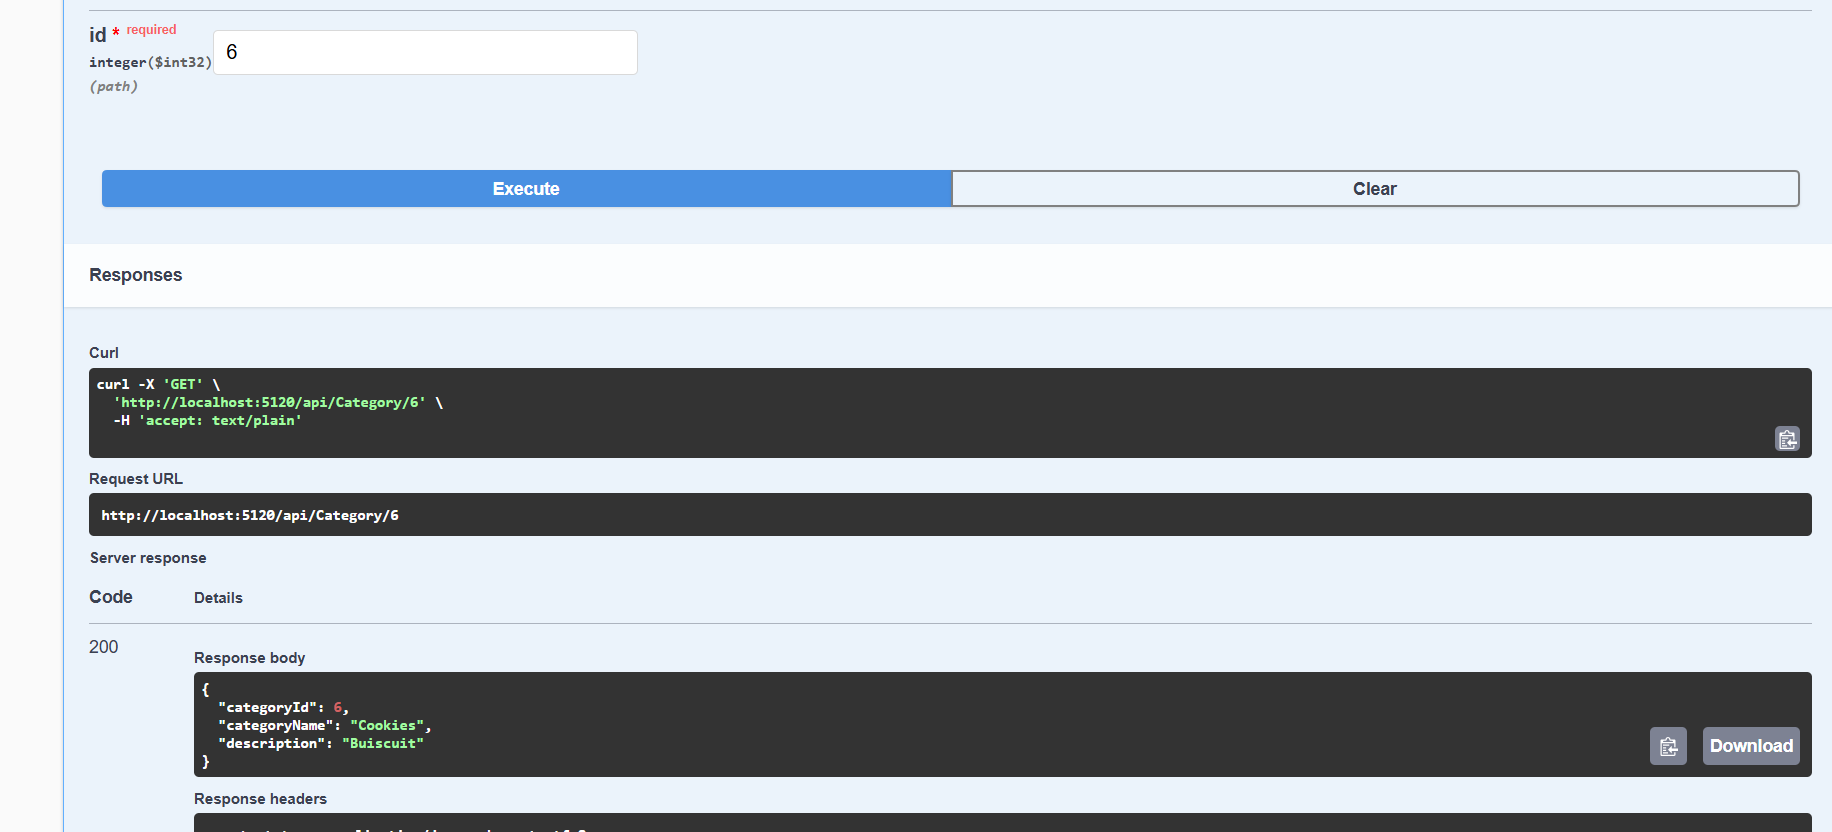 id * required
6
integer($int32)
(path)
Execute
Clear
Responses
Curl
curl -X 'GET' \
'http://localhost:5120/api/Category/6' \
-H 'accept: text/plain'
Request URL
http://localhost:5120/api/Category/6
Server response
Code
Details
200
Response body
{
"categoryId": 6,
"categoryName": "Cookies",
"description": "Buiscuit"
}
Download
Response headers